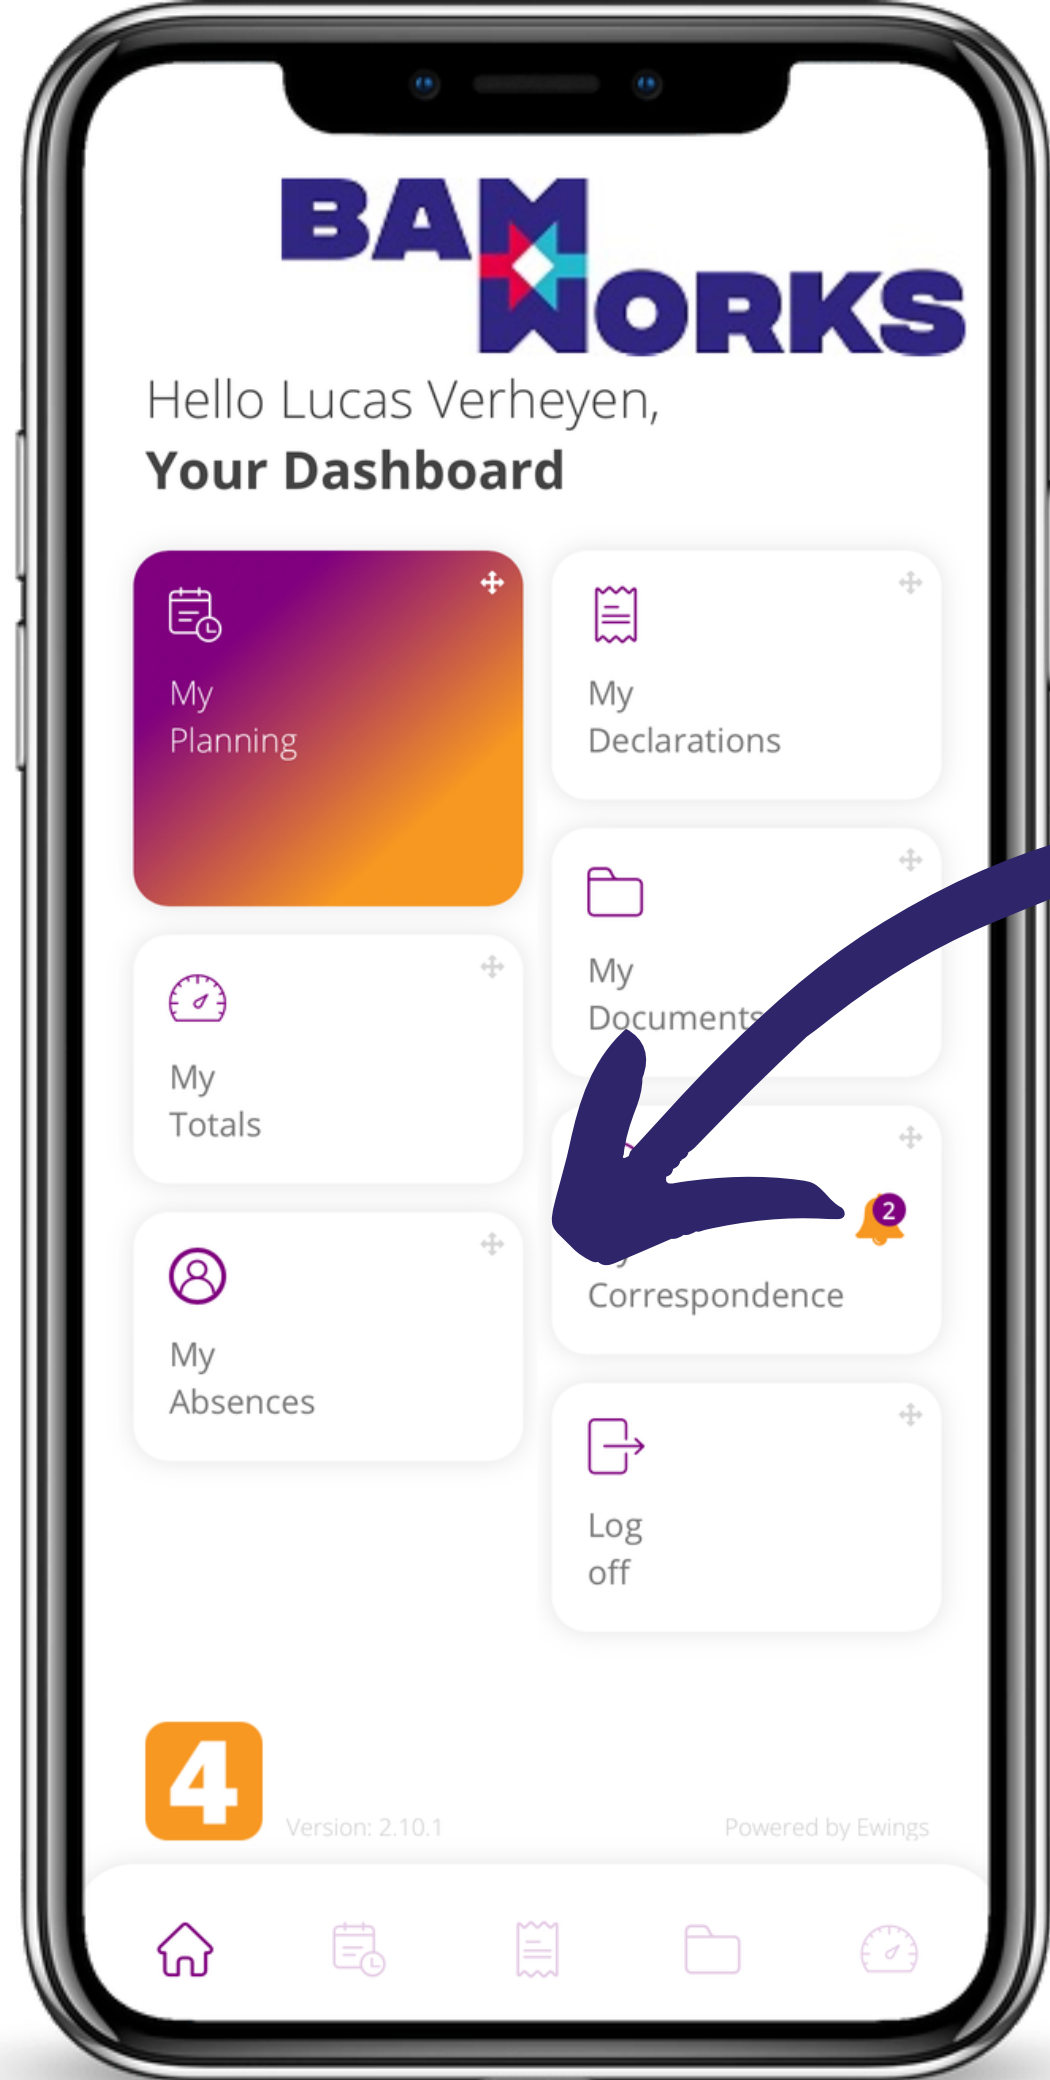 BAM
WORKS
Hello Lucas Verheyen,
Your Dashboard
My
Planning
My
Declarations
My
Totals
My
Documents
My
Absences
2
Correspondence
Log
off
4
Version: 2.10.1
Powered by Ewings